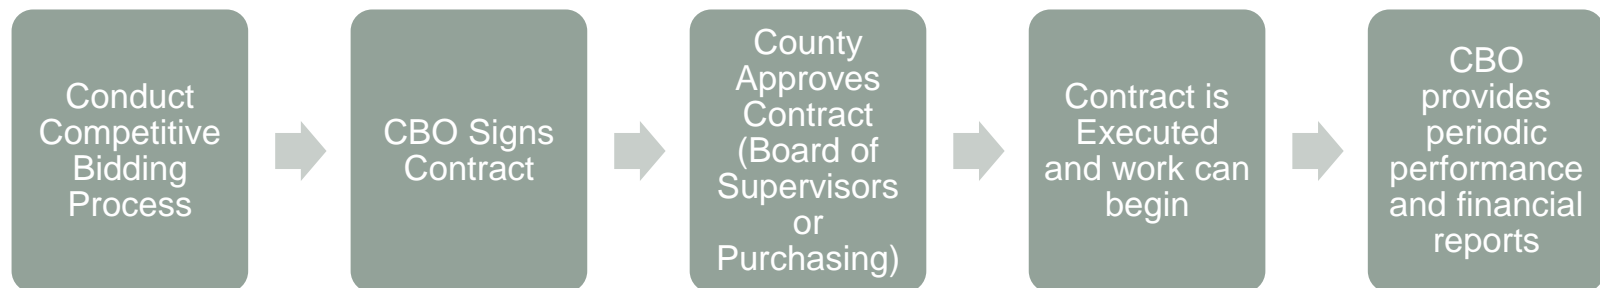 Conduct
Competitive
Bidding
Process
CBO Signs
Contract
County
Approves
Contract
(Board of
Supervisors
or
Purchasing)
Contract is
Executed
and work can
begin
CBO
provides
periodic
performance
and financial
reports